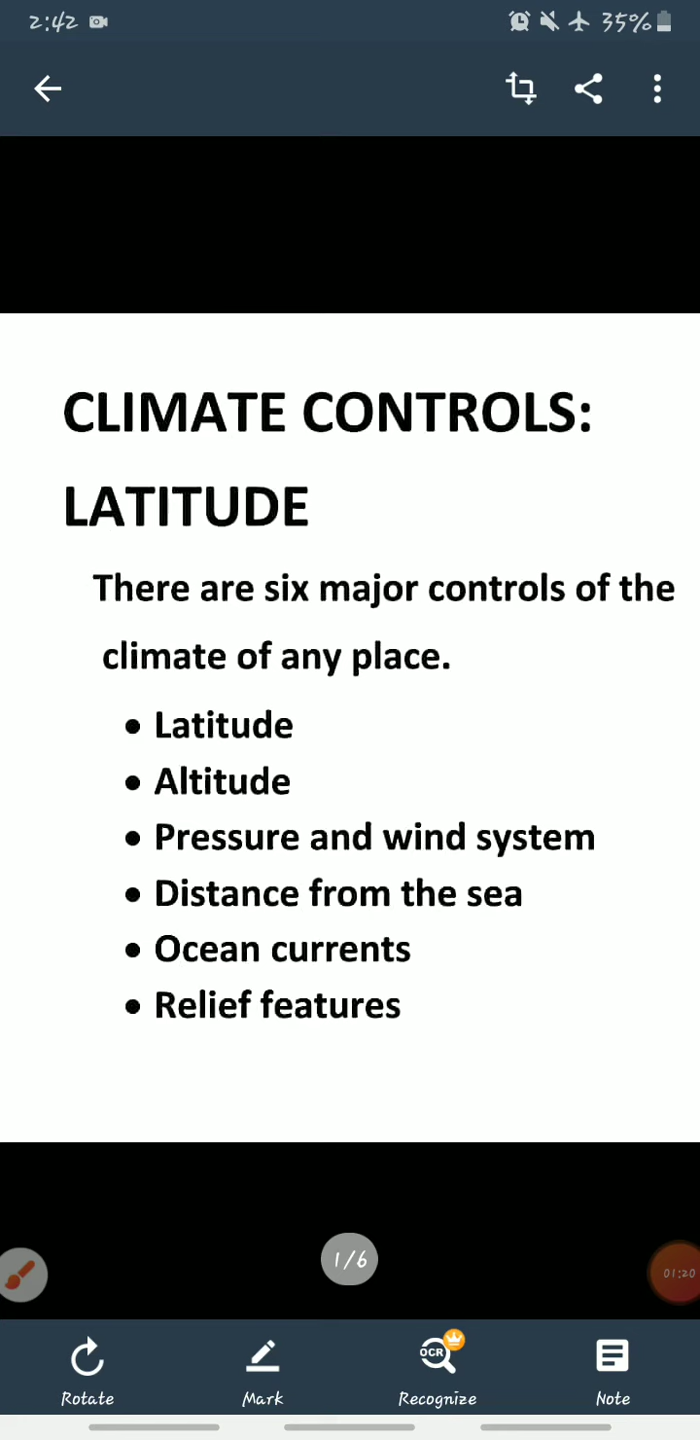 2:42
35%
CLIMATE CONTROLS:
LATITUDE
There are six major controls of the
climate of any place.
• Latitude
• Altitude
• Pressure and wind system
• Distance from the sea
• Ocean currents
• Relief features
1/6
01:20
OCR
Rotate Mark Recognize Note